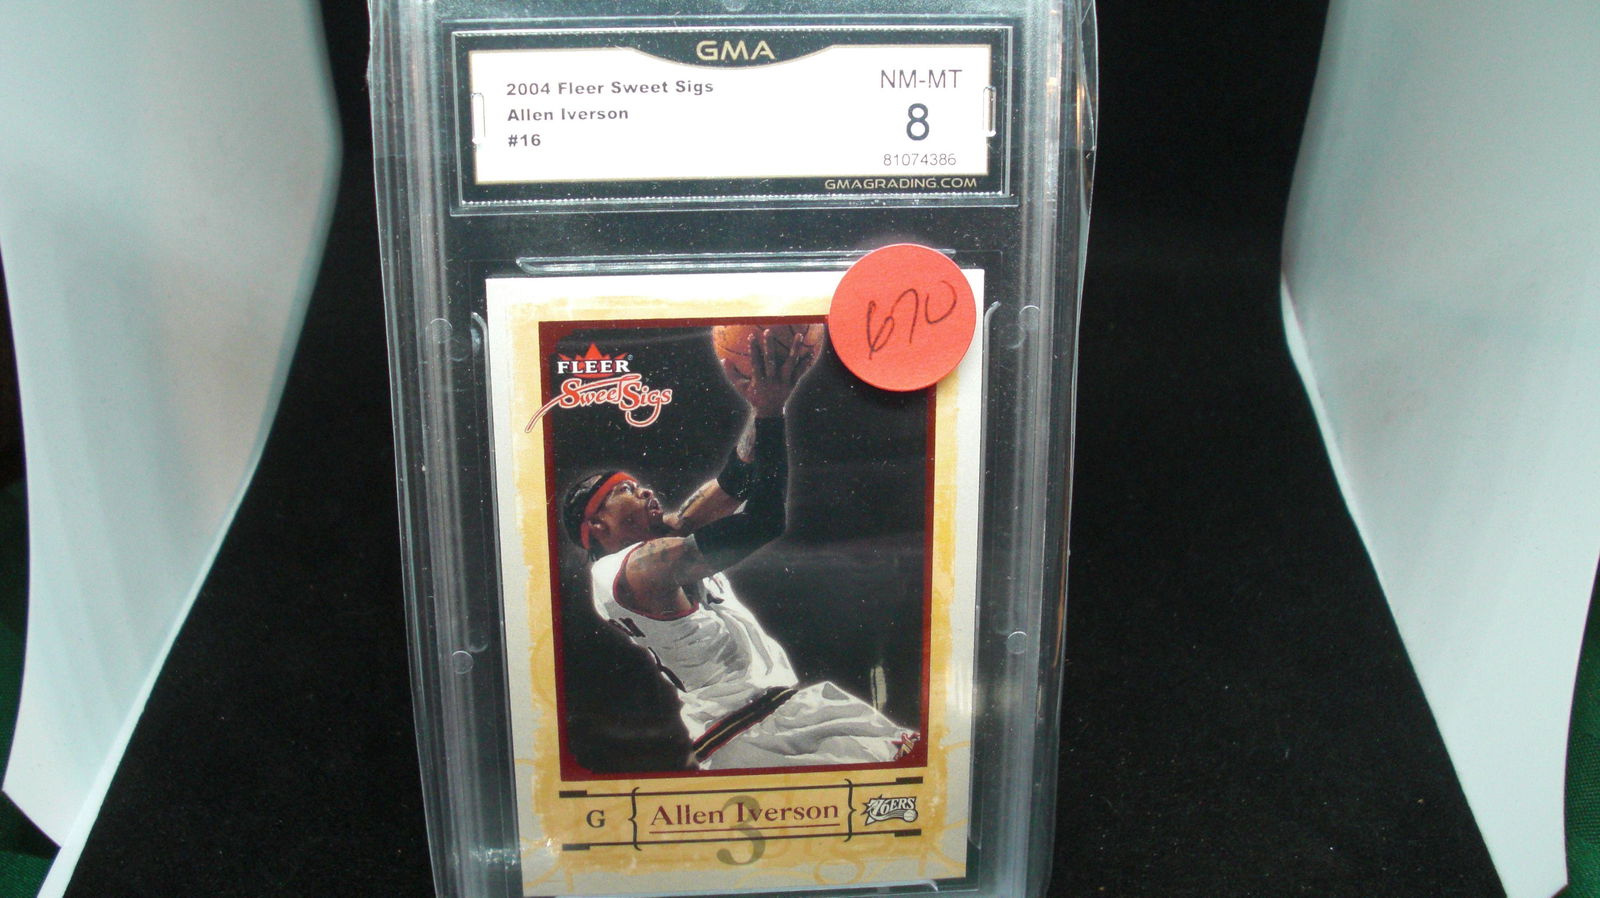 GMA
2004 Fleer Sweet Sigs
Allen Iverson
#16
NM-MT
8
81074386
GMAGRADING.COM
670
FLEER
Sweet Sigs
G { Allen Iverson } 76ERS
3